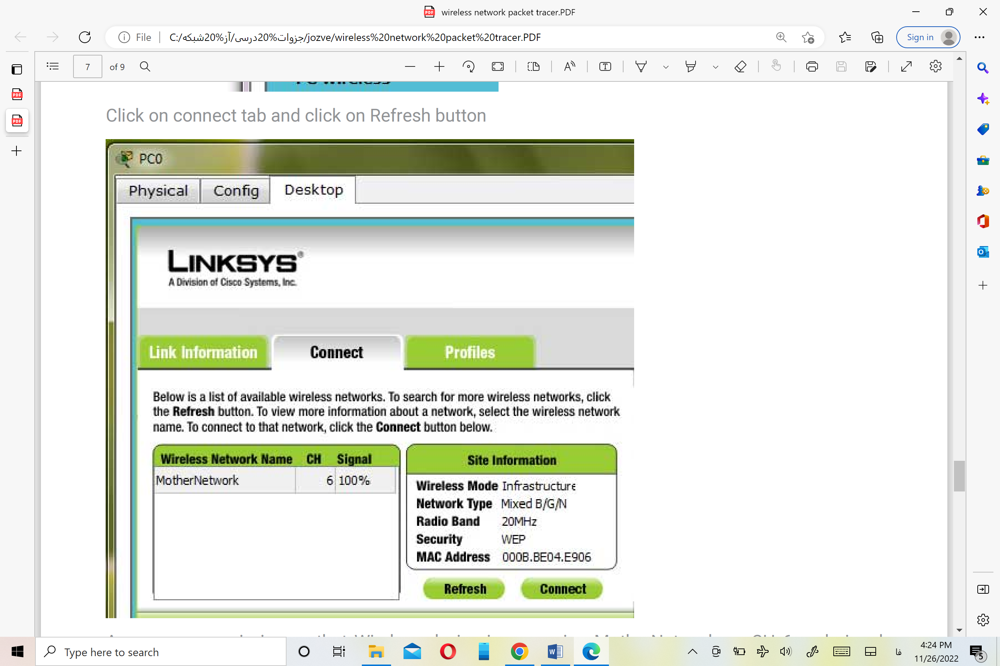 wireless network packet tracer.PDF
File
C:/جزوات%20درسی/آز%20شبکه/jozve/wireless%20network%20packet%20tracer.PDF
Sign in
7
of 9
Click on connect tab and click on Refresh button
PC0
Physical
Config
Desktop
LINKSYS®
A Division of Cisco Systems, Inc.
Link Information
Connect
Profiles
Below is a list of available wireless networks. To search for more wireless networks, click
the Refresh button. To view more information about a network, select the wireless network
name. To connect to that network, click the Connect button below.
Wireless Network Name CH Signal
MotherNetwork 6 100%
Site Information
Wireless Mode Infrastructure
Network Type Mixed B/G/N
Radio Band 20MHz
Security WEP
MAC Address 000B.BE04.E906
Refresh
Connect
Type here to search
فا
4:24 PM
11/26/2022
5